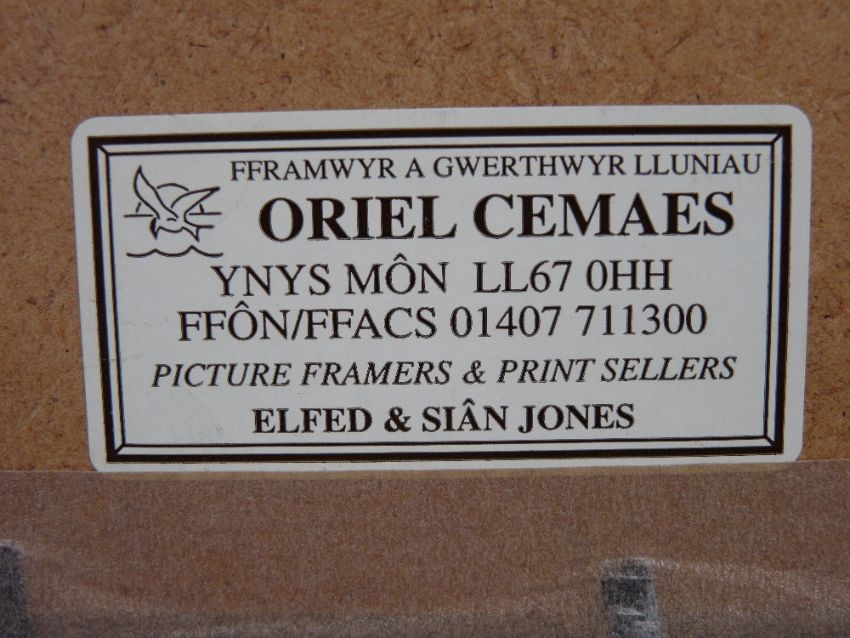 FFRAMWYR A GWERTHWYR LLUNIAU
ORIEL CEMAES
YNYS MÔN LL67 0HH
FFÔN/FFACS 01407 711300
PICTURE FRAMERS & PRINT SELLERS
ELFED & SIÂN JONES